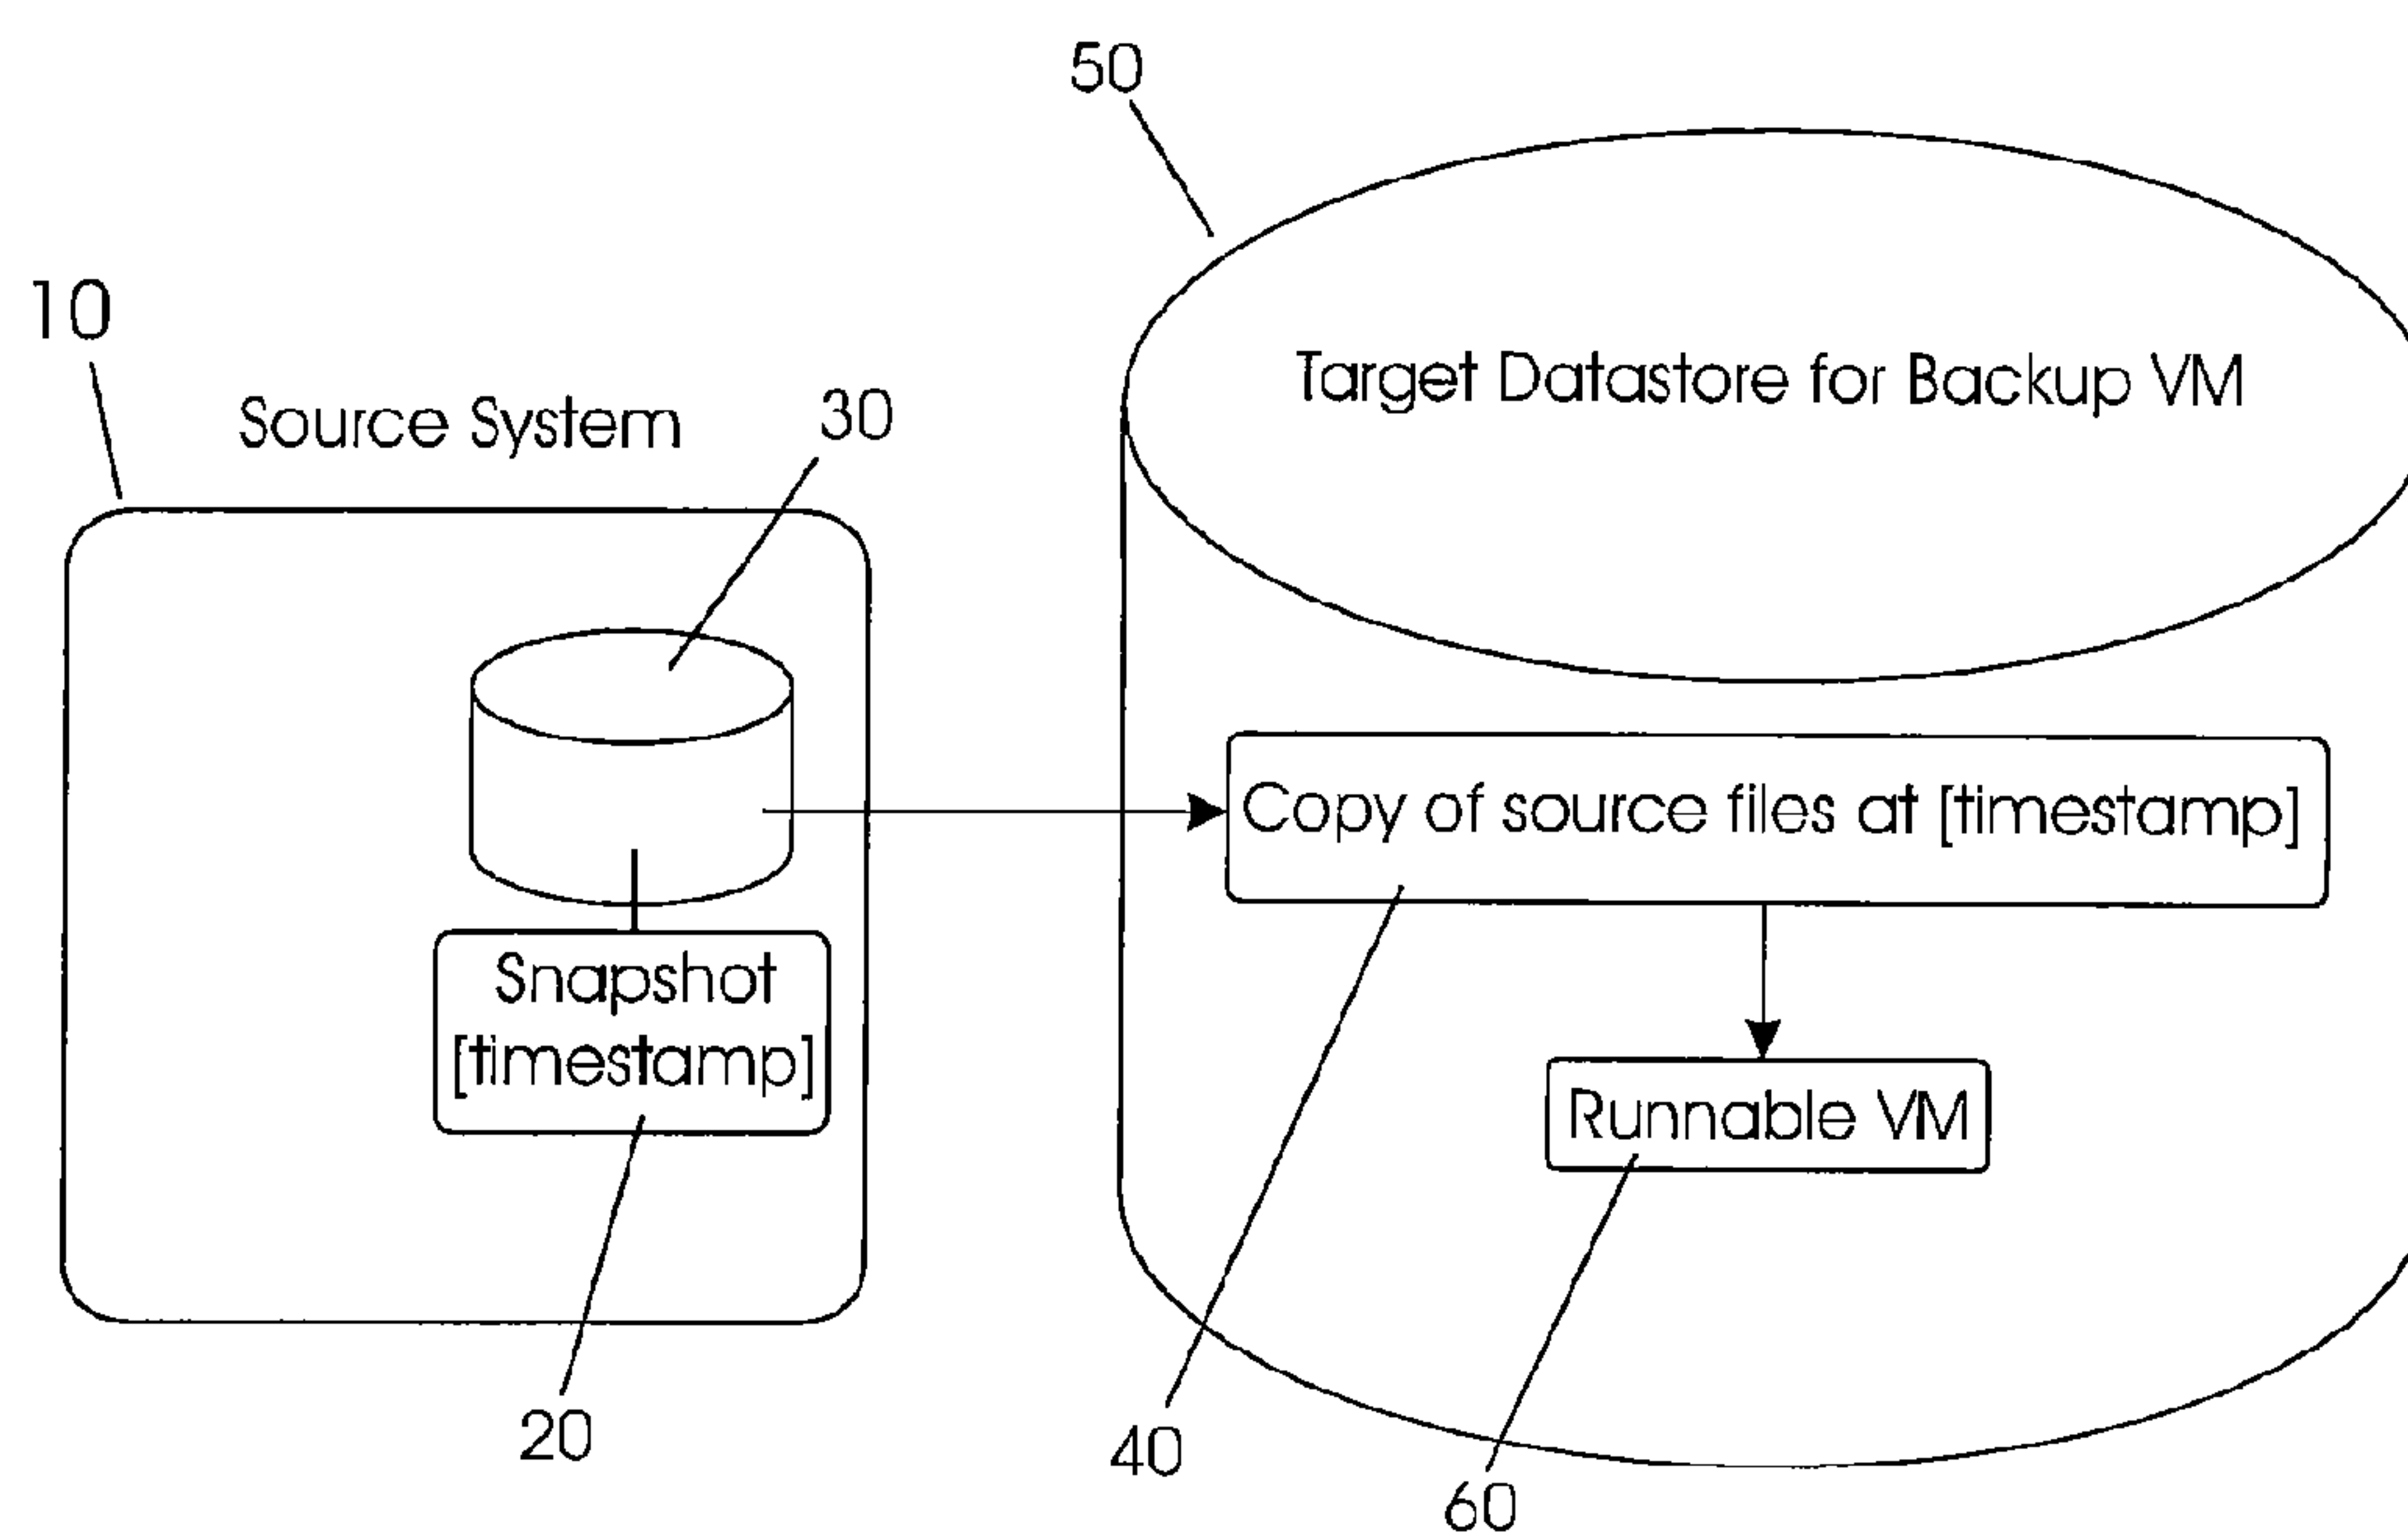 50
10
Source System
30
Target Datastore for Backup VM
Copy of source files at [timestamp]
Snapshot
[timestamp]
Runnable VM
20
40
60